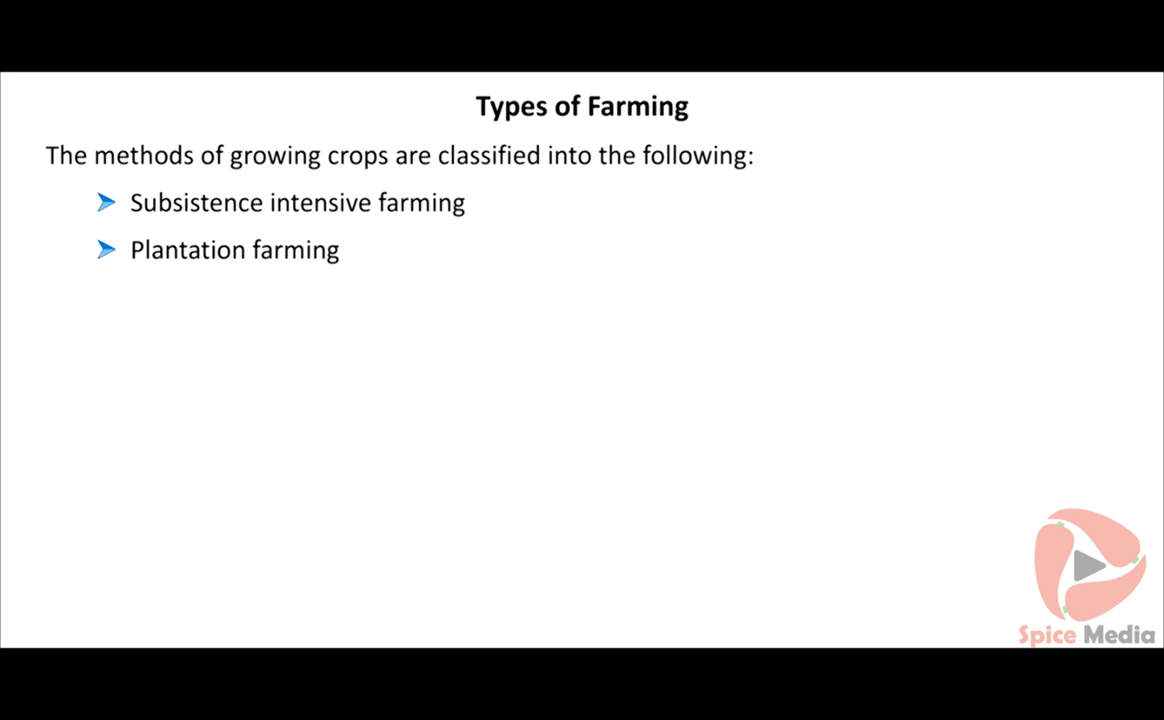 Types of Farming
The methods of growing crops are classified into the following:
Subsistence intensive farming
Plantation farming
Spice Media